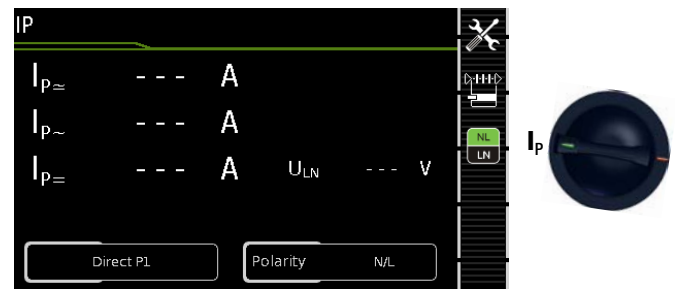 IP
IP≃ --- A
IP~ --- A
IP= --- A ULN --- V
NL
LN
Direct P1 Polarity N/L
IP